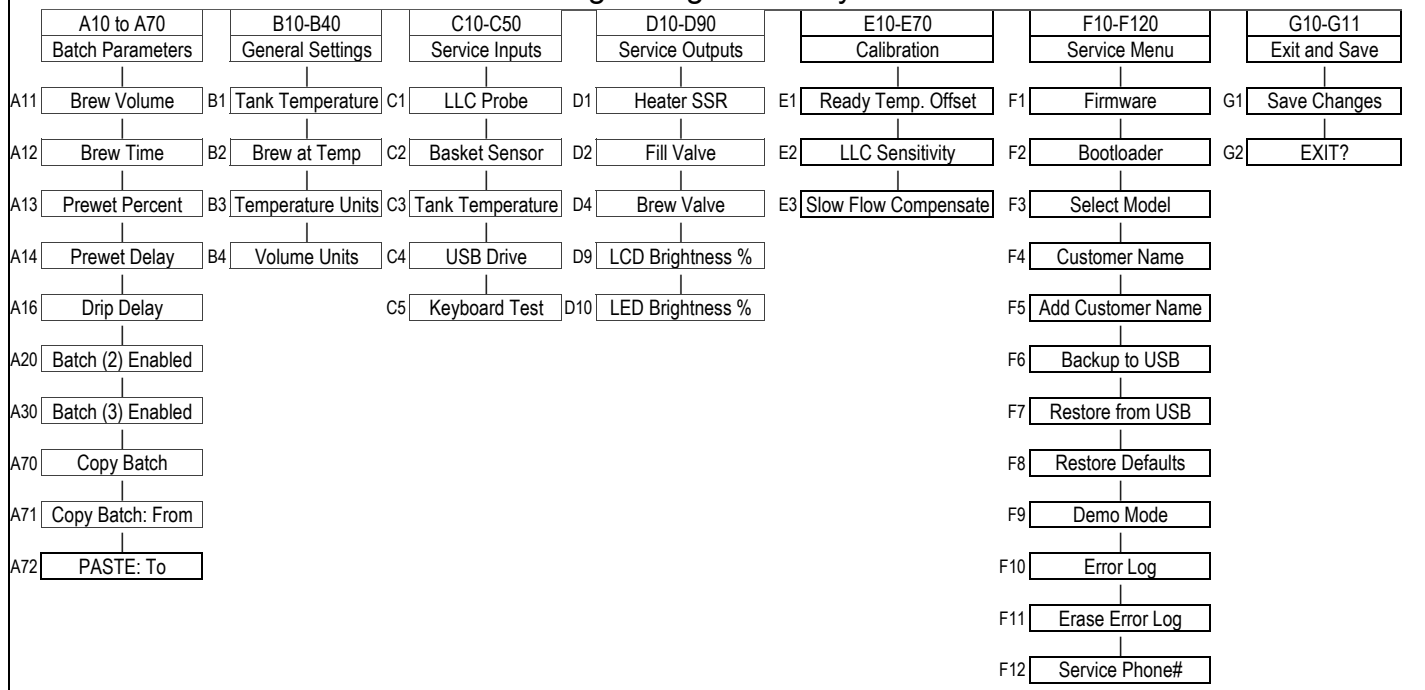 A10 to A70 B10-B40 C10-C50 D10-D90 E10-E70 F10-F120 G10-G11
Batch Parameters General Settings Service Inputs Service Outputs Calibration Service Menu Exit and Save
A11 Brew Volume B1 Tank Temperature C1 LLC Probe D1 Heater SSR E1 Ready Temp. Offset F1 Firmware G1 Save Changes
A12 Brew Time B2 Brew at Temp C2 Basket Sensor D2 Fill Valve E2 LLC Sensitivity F2 Bootloader G2 EXIT?
A13 Prewet Percent B3 Temperature Units C3 Tank Temperature D4 Brew Valve E3 Slow Flow Compensate F3 Select Model
A14 Prewet Delay B4 Volume Units C4 USB Drive D9 LCD Brightness % F4 Customer Name
A16 Drip Delay C5 Keyboard Test D10 LED Brightness % F5 Add Customer Name
A20 Batch (2) Enabled F6 Backup to USB
A30 Batch (3) Enabled F7 Restore from USB
A70 Copy Batch F8 Restore Defaults
A71 Copy Batch: From F9 Demo Mode
A72 PASTE: To F10 Error Log
F11 Erase Error Log
F12 Service Phone#